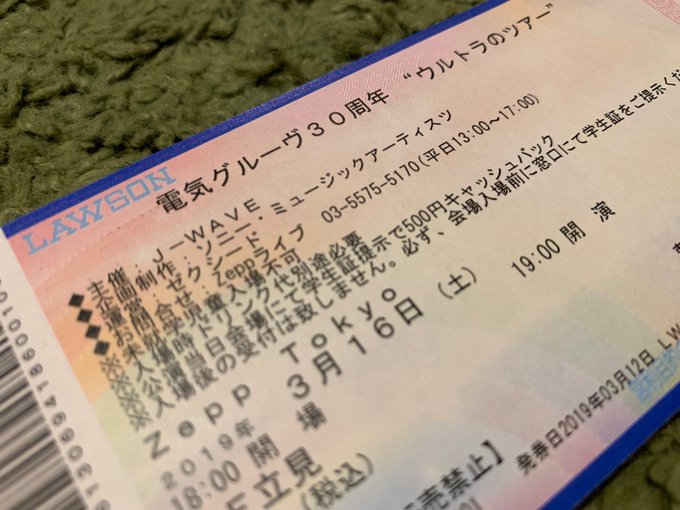 LAWSON
電気グルーヴ30周年 “ウルトラのツアー”
主催:J-WAVE
企画制作:ソニー・ミュージックアーティスツ
運営:ゼクシード
◆お問合せ:Zeppライブ 03-5575-5170(平日13:00~17:00)
◆未就学児童入場不可
※入場時ドリンク代別途必要
※公演当日会場にて学生証提示で500円キャッシュバック
※入場後の受付は致しません。必ず、会場入場前に窓口にて学生証をご提示くだ
Zepp Tokyo
2019年 3月16日(土)
18:00 開 場 19:00 開 演
立見
(税込)
売禁止】
発券日2019年03月12日 LW